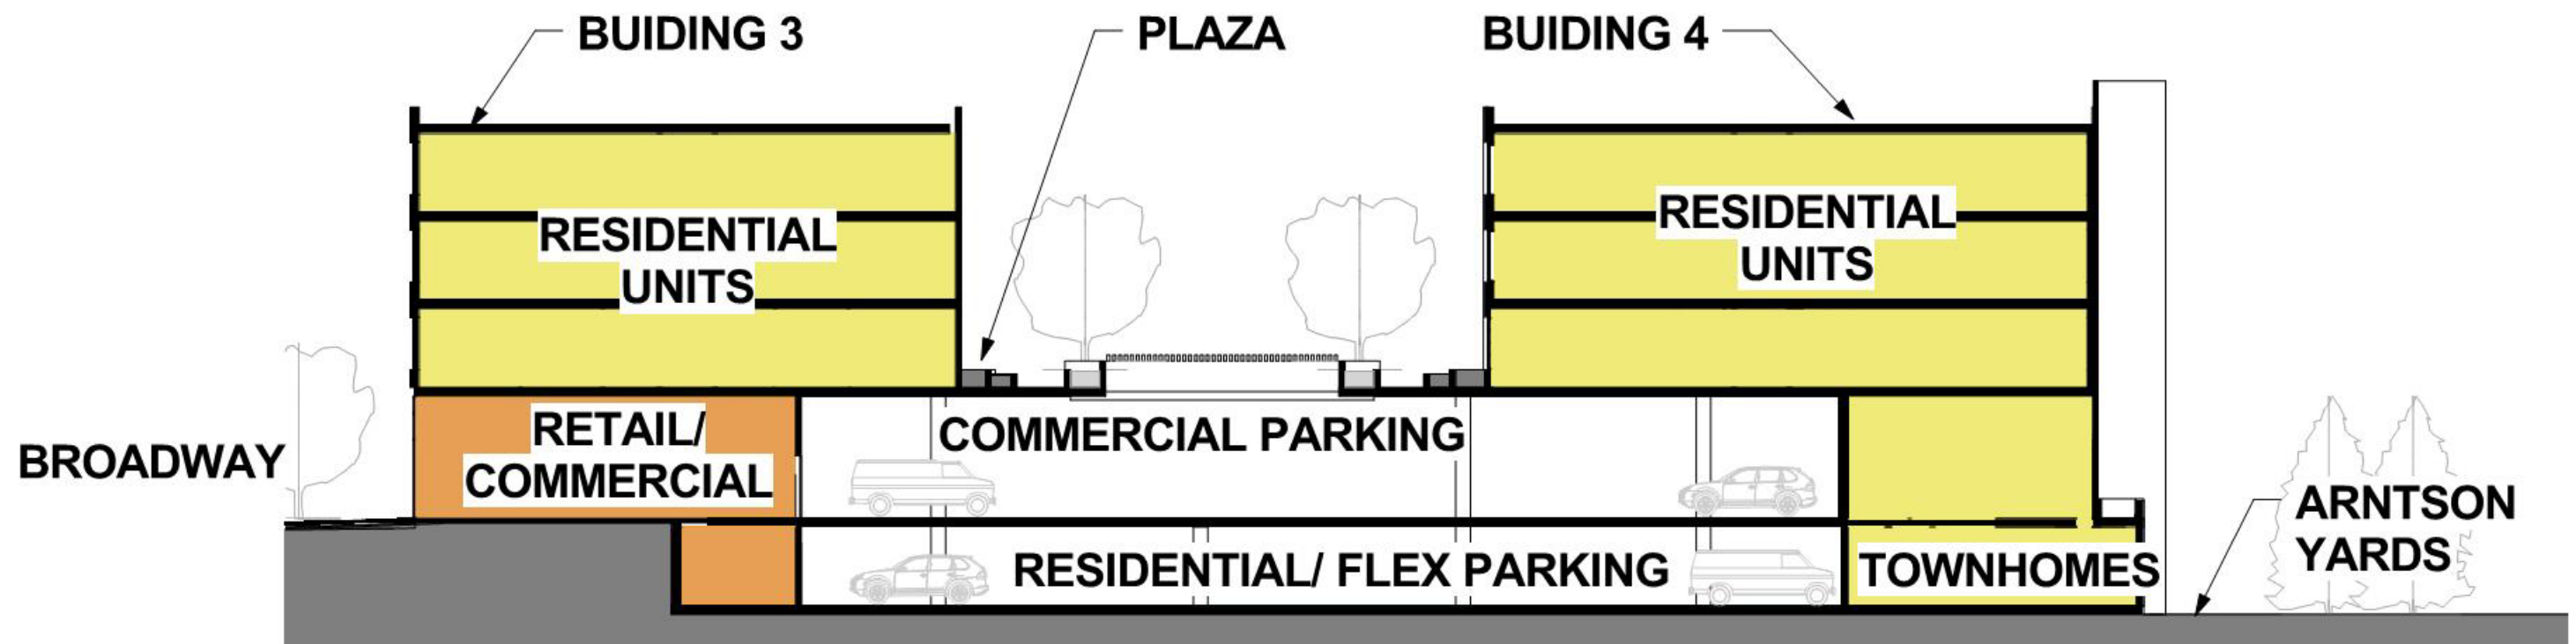 BUIDING 3
PLAZA
BUIDING 4
RESIDENTIAL
UNITS
RESIDENTIAL
UNITS
BROADWAY
RETAIL/
COMMERCIAL
COMMERCIAL PARKING
RESIDENTIAL/ FLEX PARKING
TOWNHOMES
ARNTSON
YARDS